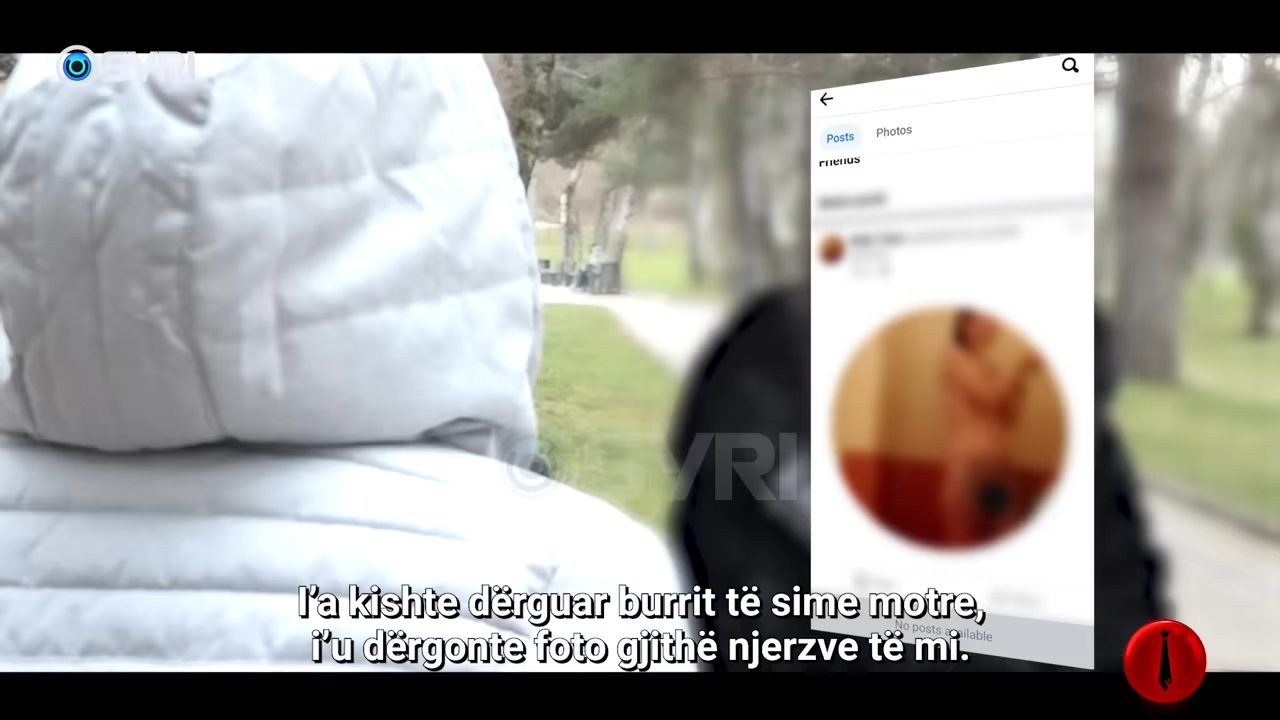 SYRI
Posts Photos
Friends
SYRI
No posts available
l'a kishte dërguar burrit të sime motre,
i'u dërgonte foto gjithë njerzve të mi.